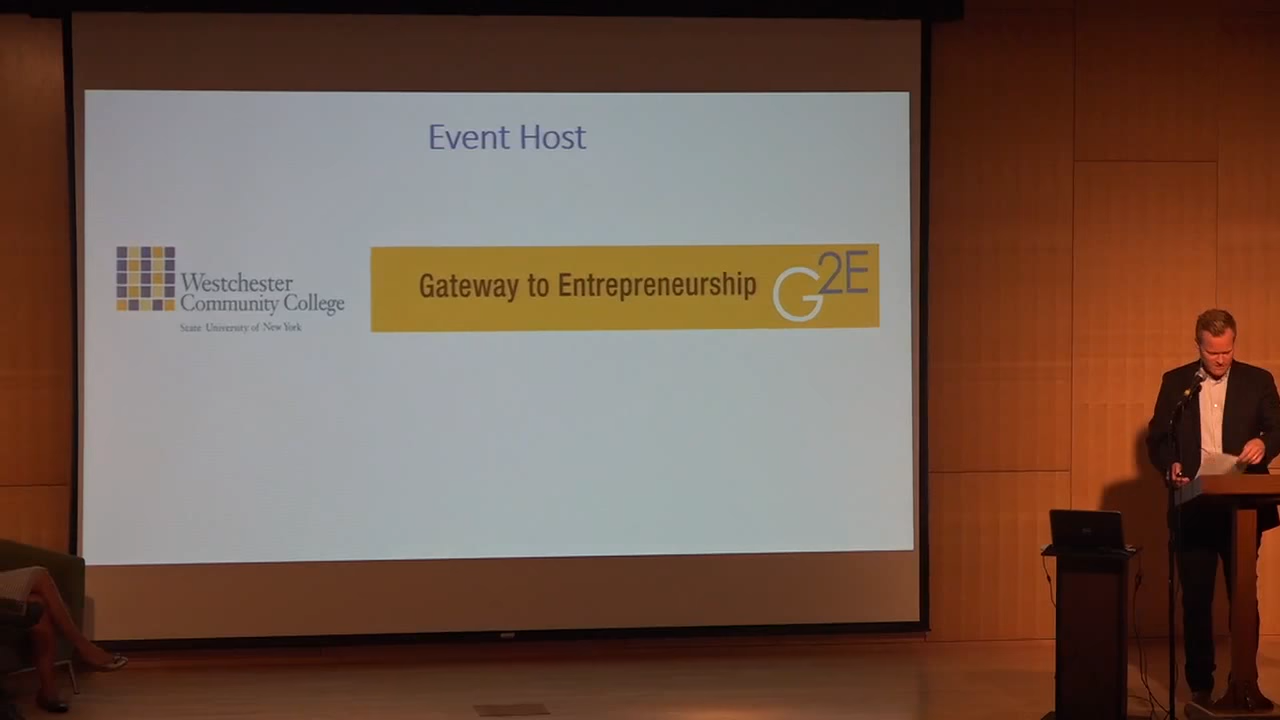 Event Host
Westchester
Community College
State University of New York
Gateway to Entrepreneurship
G2E